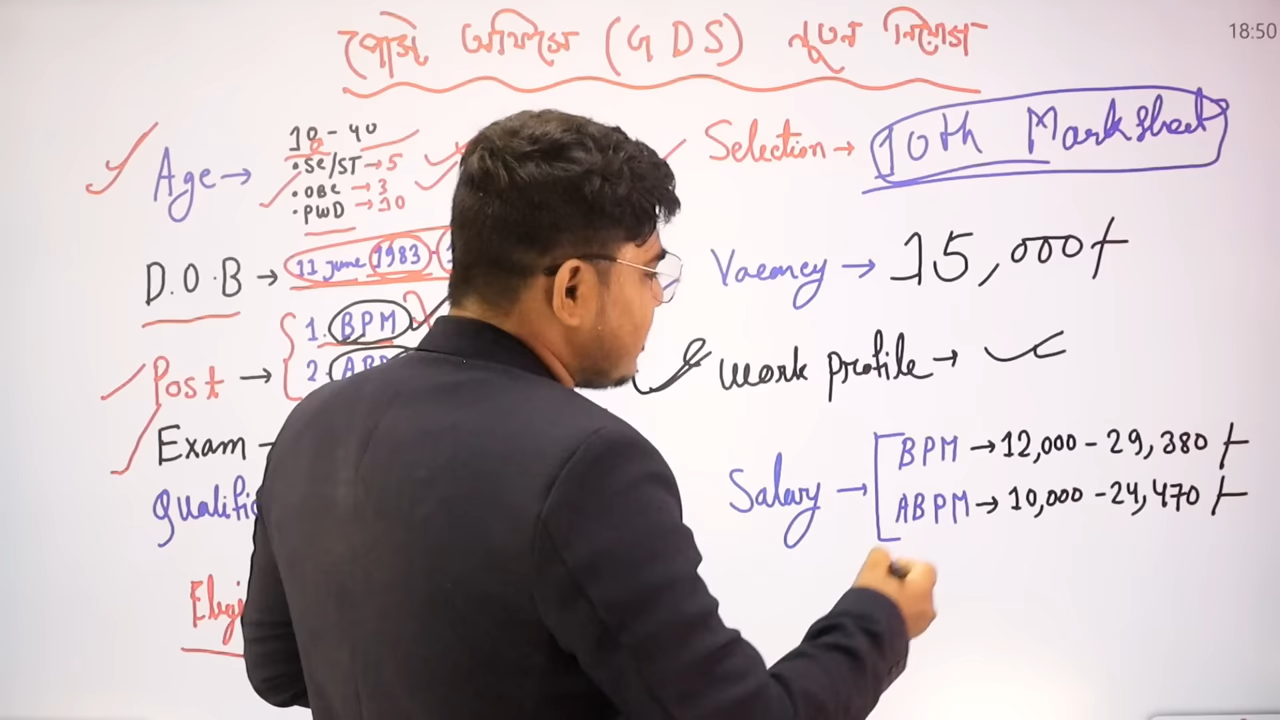 পোস্ট অফিসে (GDS) নতুন নিয়োগ
18:50
Age → 18 - 40
• SC/ST → 5
• OBC → 3
• PWD → 10
D.O.B → 11 June 1983 -
Post → 1. BPM
2.
Exam
Selection → 10th Marksheet
Vacancy → 15,000+
Work profile →
Salary → BPM → 12,000 - 29,380 /-
ABPM → 10,000 - 24,470 /-